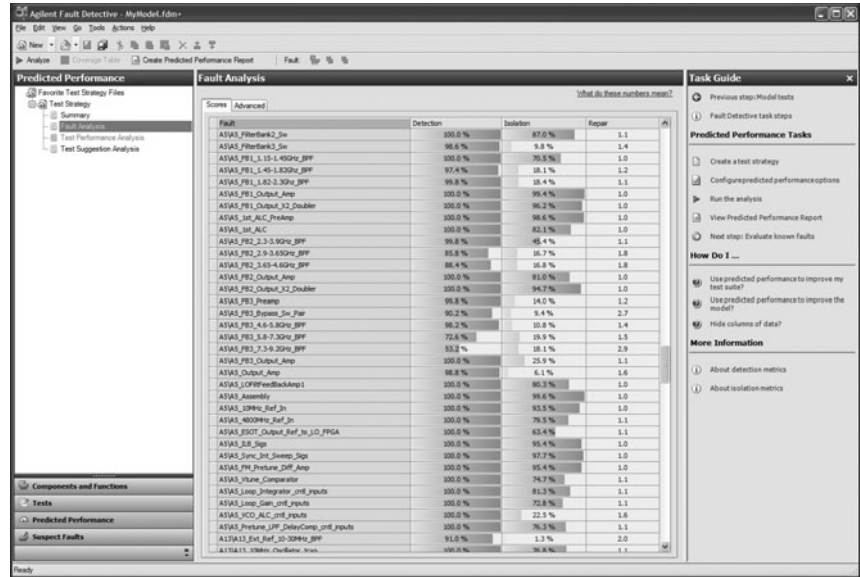 Agilent Fault Detective - MyModel.fdm*
File Edit View Go Tools Actions Help
New
Analyze Coverage Table Create Predicted Performance Report Fault:
Predicted Performance
Favorite Test Strategy Files
Test Strategy
Summary
Fault Analysis
Test Performance Analysis
Test Suggestion Analysis
Components and Functions
Tests
Predicted Performance
Suspect Faults
Fault Analysis
What do these numbers mean?
Scores Advanced
Fault Detection Isolation Repair
A5\A5_FilterBank2_Sw 100.0 % 87.0 % 1.1
A5\A5_FilterBank3_Sw 98.6 % 9.8 % 1.4
A5\A5_FB1_1.15-1.45GHz_BPF 100.0 % 70.5 % 1.0
A5\A5_FB1_1.45-1.82Ghz_BPF 97.4 % 18.1 % 1.2
A5\A5_FB1_1.82-2.3Ghz_BPF 99.8 % 18.4 % 1.1
A5\A5_FB1_Output_Amp 100.0 % 99.4 % 1.0
A5\A5_FB1_Output_X2_Doubler 100.0 % 96.2 % 1.0
A5\A5_1st_ALC_PreAmp 100.0 % 98.6 % 1.0
A5\A5_1st_ALC 100.0 % 82.1 % 1.0
A5\A5_FB2_2.3-3.9GHz_BPF 99.8 % 45.4 % 1.1
A5\A5_FB2_2.9-3.65GHz_BPF 85.8 % 16.7 % 1.8
A5\A5_FB2_3.65-4.6GHz_BPF 88.4 % 16.8 % 1.8
A5\A5_FB2_Output_Amp 100.0 % 81.0 % 1.0
A5\A5_FB2_Output_X2_Doubler 100.0 % 94.7 % 1.0
A5\A5_FB3_Preamp 99.8 % 14.0 % 1.2
A5\A5_FB3_Bypass_Sw_Pair 90.2 % 9.4 % 2.7
A5\A5_FB3_4.6-5.8GHz_BPF 98.2 % 10.8 % 1.4
A5\A5_FB3_5.8-7.3Ghz_BPF 72.6 % 19.9 % 1.5
A5\A5_FB3_7.3-9.2GHz_BPF 53.2 % 18.1 % 2.9
A5\A5_FB3_Output_Amp 100.0 % 25.9 % 1.1
A5\A5_Output_Amp 98.8 % 6.1 % 1.6
A5\A5_LOFiltFeedBackAmp1 100.0 % 80.3 % 1.0
A5\A5_Assembly 100.0 % 99.6 % 1.0
A5\A5_10MHz_Ref_In 100.0 % 93.5 % 1.0
A5\A5_4800MHz_Ref_In 100.0 % 79.5 % 1.1
A5\A5_ESOT_Output_Ref_to_LO_FPGA 100.0 % 63.4 % 1.1
A5\A5_ILB_Sigs 100.0 % 95.4 % 1.0
A5\A5_Sync_Int_Sweep_Sigs 100.0 % 97.7 % 1.0
A5\A5_FM_Pretune_Diff_Amp 100.0 % 95.4 % 1.0
A5\A5_Vtune_Comparator 100.0 % 74.7 % 1.1
A5\A5_Loop_Integrator_cntl_inputs 100.0 % 81.3 % 1.1
A5\A5_Loop_Gain_cntl_inputs 100.0 % 72.8 % 1.1
A5\A5_VCO_ALC_cntl_inputs 100.0 % 22.5 % 1.6
A5\A5_Pretune_LPF_DelayComp_cntl_inputs 100.0 % 76.3 % 1.1
A13\A13_Ext_Ref_10-30MHz_BPF 91.0 % 1.3 % 2.0
A13\A13_10MHz_Oscillator 100.0 % 76.8 % 1.1
Task Guide
Previous step: Model tests
Fault Detective task steps
Predicted Performance Tasks
Create a test strategy
Configure predicted performance options
Run the analysis
View Predicted Performance Report
Next step: Evaluate known faults
How Do I ...
Use predicted performance to improve my
test suite?
Use predicted performance to improve the
model?
Hide columns of data?
More Information
About detection metrics
About isolation metrics
Ready